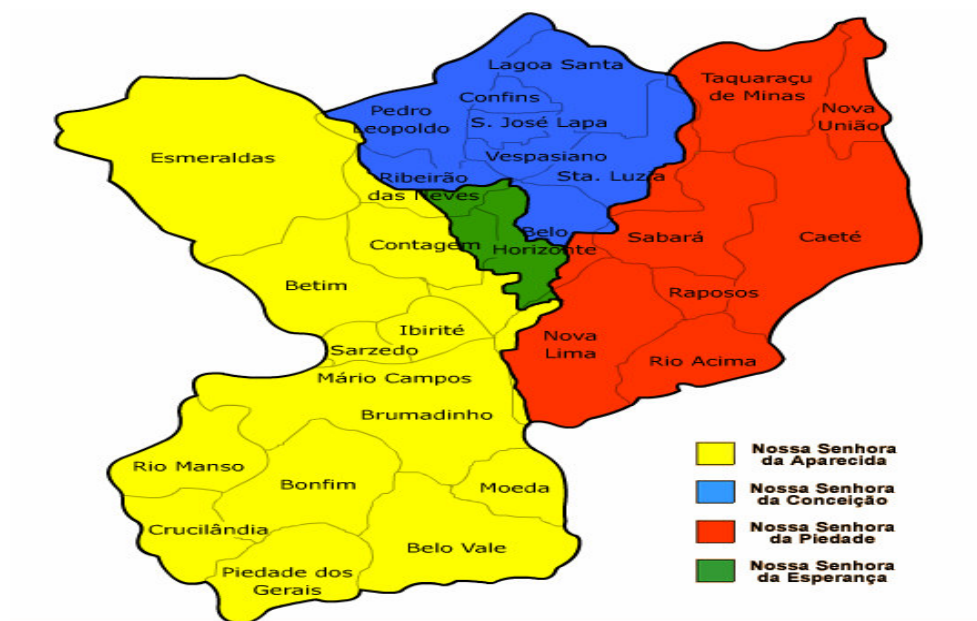 Lagoa Santa
Taquaraçu
de Minas
Confins
Pedro
Leopoldo
S. José Lapa
Nova
União
Esmeraldas
Vespasiano
Ribeirão
das Neves
Sta. Luzia
Contagem
Belo
Horizonte
Sabará
Caeté
Betim
Raposos
Ibirité
Sarzedo
Nova
Lima
Rio Acima
Mário Campos
Brumadinho
Rio Manso
Bonfim
Moeda
Crucilândia
Belo Vale
Piedade dos
Gerais
Nossa Senhora
da Aparecida
Nossa Senhora
da Conceição
Nossa Senhora
da Piedade
Nossa Senhora
da Esperança